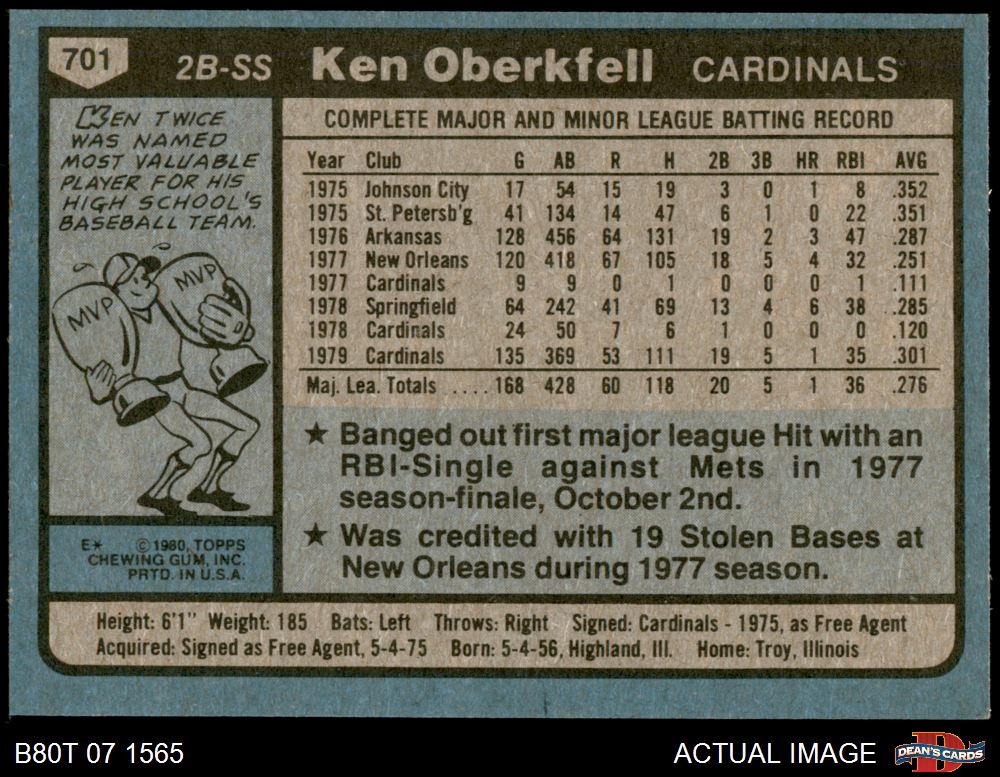 701 2B-SS Ken Oberkfell CARDINALS
KEN TWICE
WAS NAMED
MOST VALUABLE
PLAYER FOR HIS
HIGH SCHOOL'S
BASEBALL TEAM.
MVP MVP
E* © 1980, TOPPS
CHEWING GUM, INC.
PRTD. IN U.S.A.
COMPLETE MAJOR AND MINOR LEAGUE BATTING RECORD
Year Club G AB R H 2B 3B HR RBI AVG
1975 Johnson City 17 54 15 19 3 0 1 8 .352
1975 St. Petersb'g 41 134 14 47 6 1 0 22 .351
1976 Arkansas 128 456 64 131 19 2 3 47 .287
1977 New Orleans 120 418 67 105 18 5 4 32 .251
1977 Cardinals 9 9 0 1 0 0 0 1 .111
1978 Springfield 64 242 41 69 13 4 6 38 .285
1978 Cardinals 24 50 7 6 1 0 0 0 .120
1979 Cardinals 135 369 53 111 19 5 1 35 .301
Maj. Lea. Totals .... 168 428 60 118 20 5 1 36 .276
★ Banged out first major league Hit with an
RBI-Single against Mets in 1977
season-finale, October 2nd.
★ Was credited with 19 Stolen Bases at
New Orleans during 1977 season.
Height: 6'1" Weight: 185 Bats: Left Throws: Right Signed: Cardinals - 1975, as Free Agent
Acquired: Signed as Free Agent, 5-4-75 Born: 5-4-56, Highland, Ill. Home: Troy, Illinois
B80T 07 1565 ACTUAL IMAGE D DEAN'S CARDS